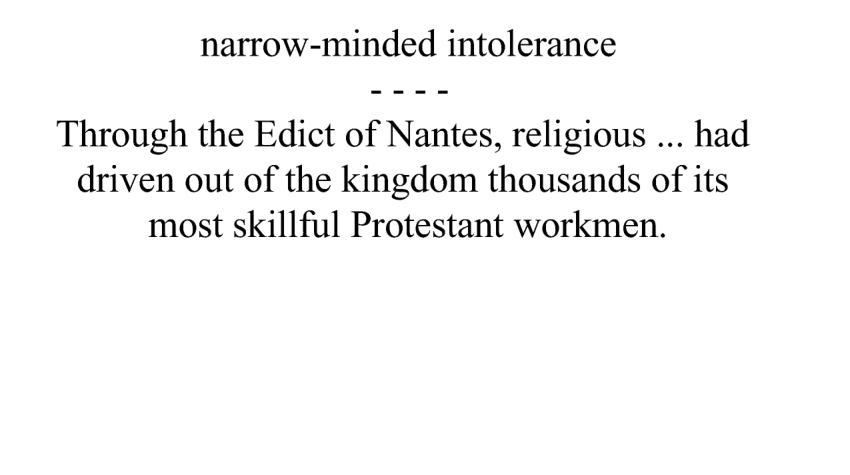 narrow-minded intolerance
- - - -
Through the Edict of Nantes, religious ... had
driven out of the kingdom thousands of its
most skillful Protestant workmen.